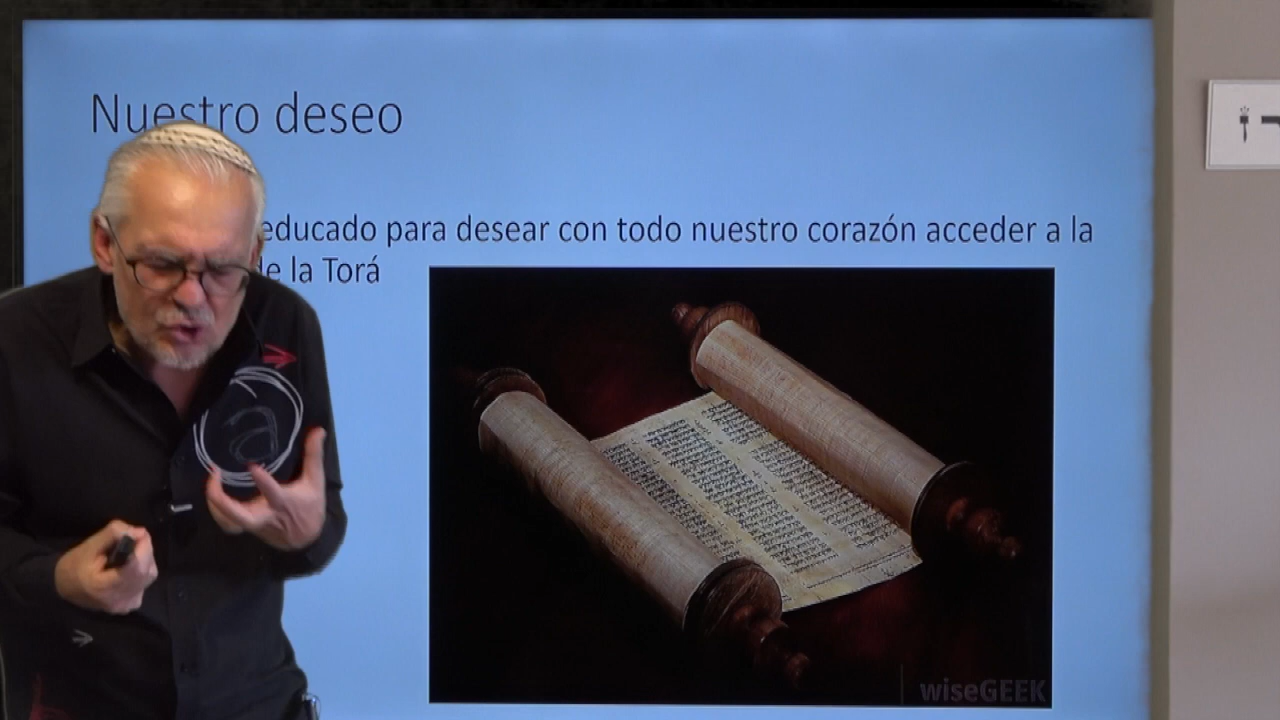 Nuestro deseo
educado para desear con todo nuestro corazón acceder a la
de la Torá
a
wiseGEEK